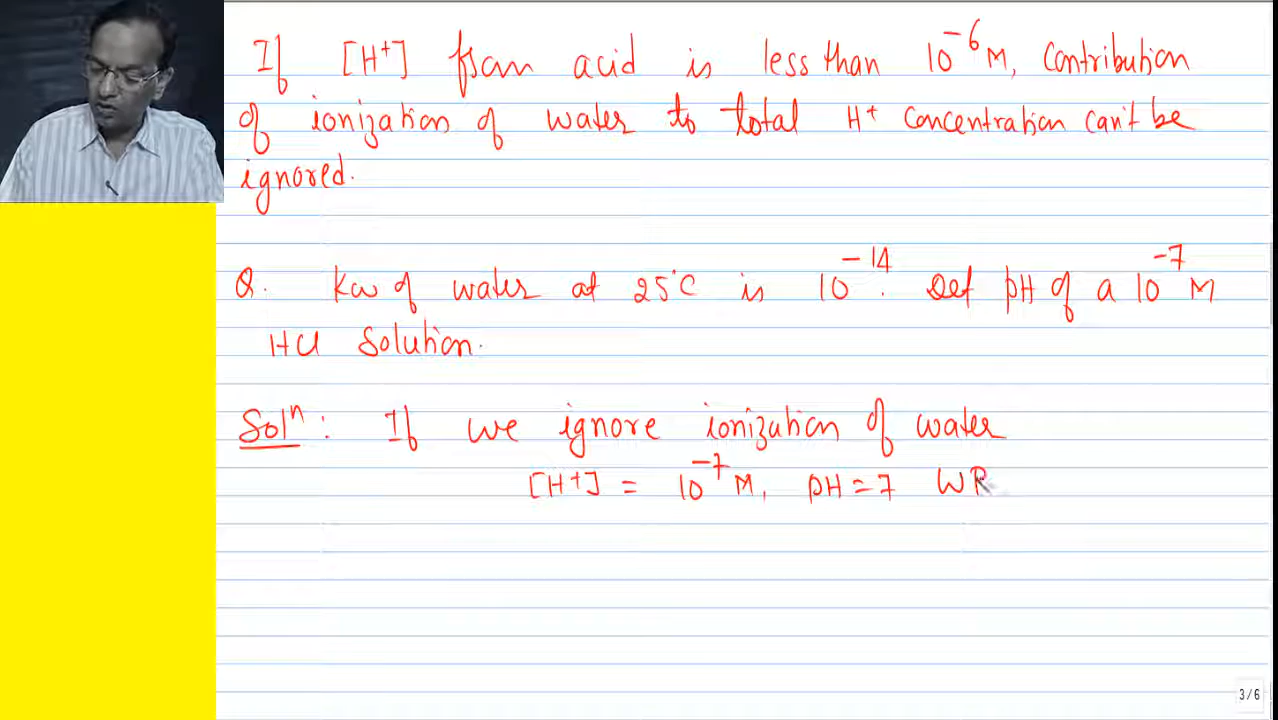 If [H+] from acid is less than 10⁻⁶ M, Contribution
of ionization of water to total H+ Concentration can't be
ignored.
Q. Kw of water at 25°C is 10⁻¹⁴. Det pH of a 10⁻⁷ M
HCl Solution.
Solⁿ: If we ignore ionization of water
[H+] = 10⁻⁷ M, pH = 7 WR
3/6